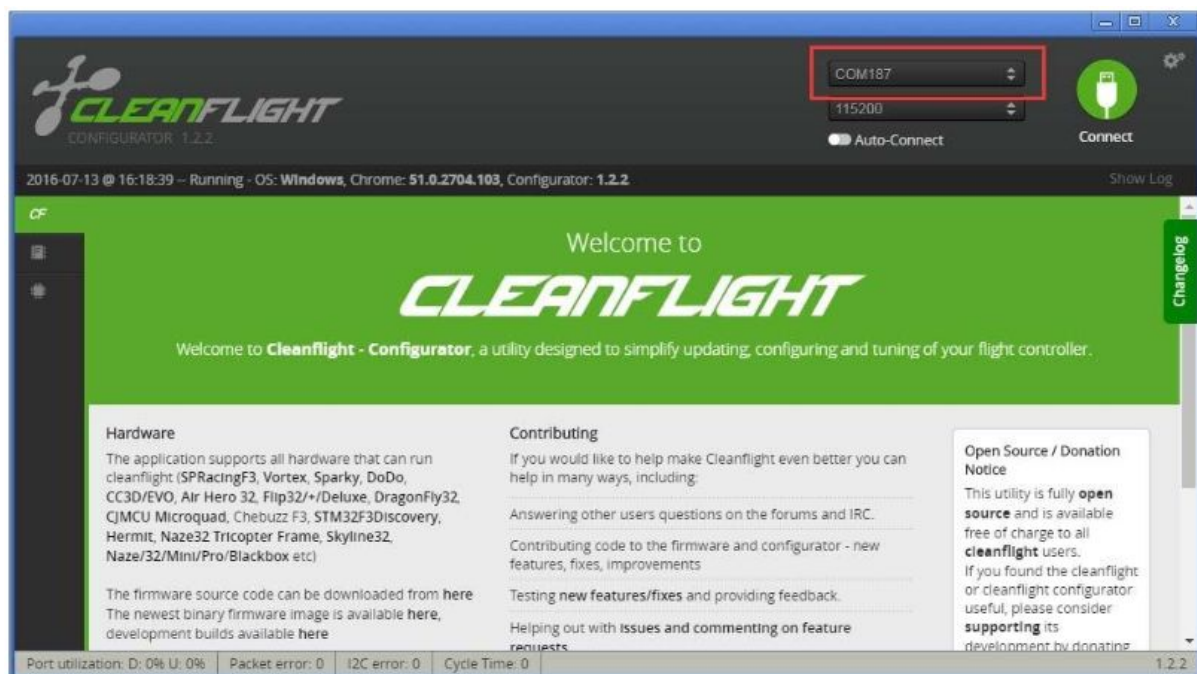 CLEANFLIGHT
CONFIGURATOR 1.2.2
COM187
115200
Auto-Connect
Connect
2016-07-13 @ 16:18:39 -- Running - OS: Windows, Chrome: 51.0.2704.103, Configurator: 1.2.2
Show Log
CF
Changelog
Welcome to
CLEANFLIGHT
Welcome to Cleanflight - Configurator, a utility designed to simplify updating, configuring and tuning of your flight controller.
Hardware
The application supports all hardware that can run
cleanflight (SPRacingF3, Vortex, Sparky, DoDo,
CC3D/EVO, Air Hero 32, Flip32/+/Deluxe, DragonFly32,
CJMCU Microquad, Chebuzz F3, STM32F3Discovery,
Hermit, Naze32 Tricopter Frame, Skyline32,
Naze/32/Mini/Pro/Blackbox etc)
The firmware source code can be downloaded from here
The newest binary firmware image is available here,
development builds available here
Contributing
If you would like to help make Cleanflight even better you can
help in many ways, including:
Answering other users questions on the forums and IRC.
Contributing code to the firmware and configurator - new
features, fixes, improvements
Testing new features/fixes and providing feedback.
Helping out with issues and commenting on feature
requests
Open Source / Donation
Notice
This utility is fully open
source and is available
free of charge to all
cleanflight users.
If you found the cleanflight
or cleanflight configurator
useful, please consider
supporting its
development by donating
Port utilization: D: 0% U: 0%
Packet error: 0
I2C error: 0
Cycle Time: 0
1.2.2